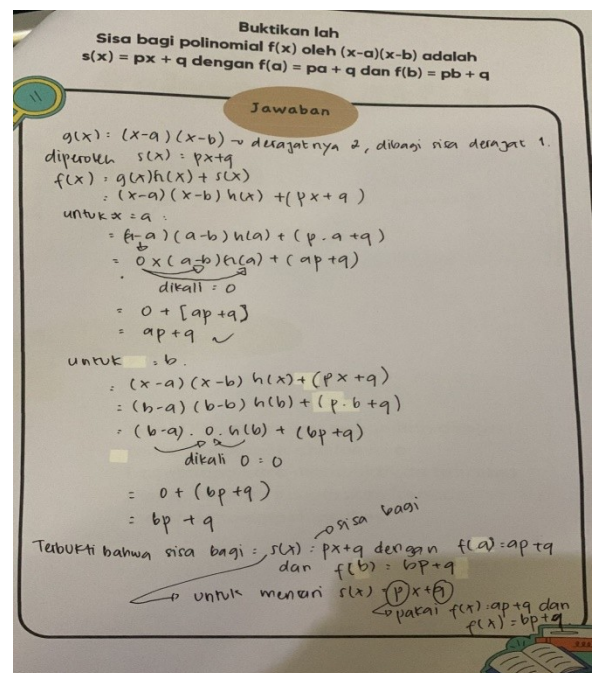 Buktikan lah
Sisa bagi polinomial f(x) oleh (x-a)(x-b) adalah
s(x) = px + q dengan f(a) = pa + q dan f(b) = pb + q
11
Jawaban
g(x) : (x-a)(x-b) → derajatnya 2, dibagi sisa derajat 1.
diperoleh s(x) : px+q
f(x) : g(x)h(x) + s(x)
: (x-a)(x-b) h(x) + (px+q)
untuk x = a :
= (a-a)(a-b)h(a) + (p.a+q)
= 0 x (a-b)h(a) + (ap+q)
dikali = 0
= 0 + [ap+q]
= ap+q ✓
untuk = b.
: (x-a)(x-b) h(x) + (px+q)
= (b-a)(b-b) h(b) + (p.b+q)
= (b-a) . 0 . h(b) + (bp+q)
dikali 0 = 0
= 0 + (bp+q)
= bp + q
sisa bagi
Terbukti bahwa sisa bagi : s(x) : px+q dengan f(a) = ap+q
dan f(b) : bp+q
untuk mencari s(x) = px+q
pakai f(x) : ap+q dan
f(x) = bp+q